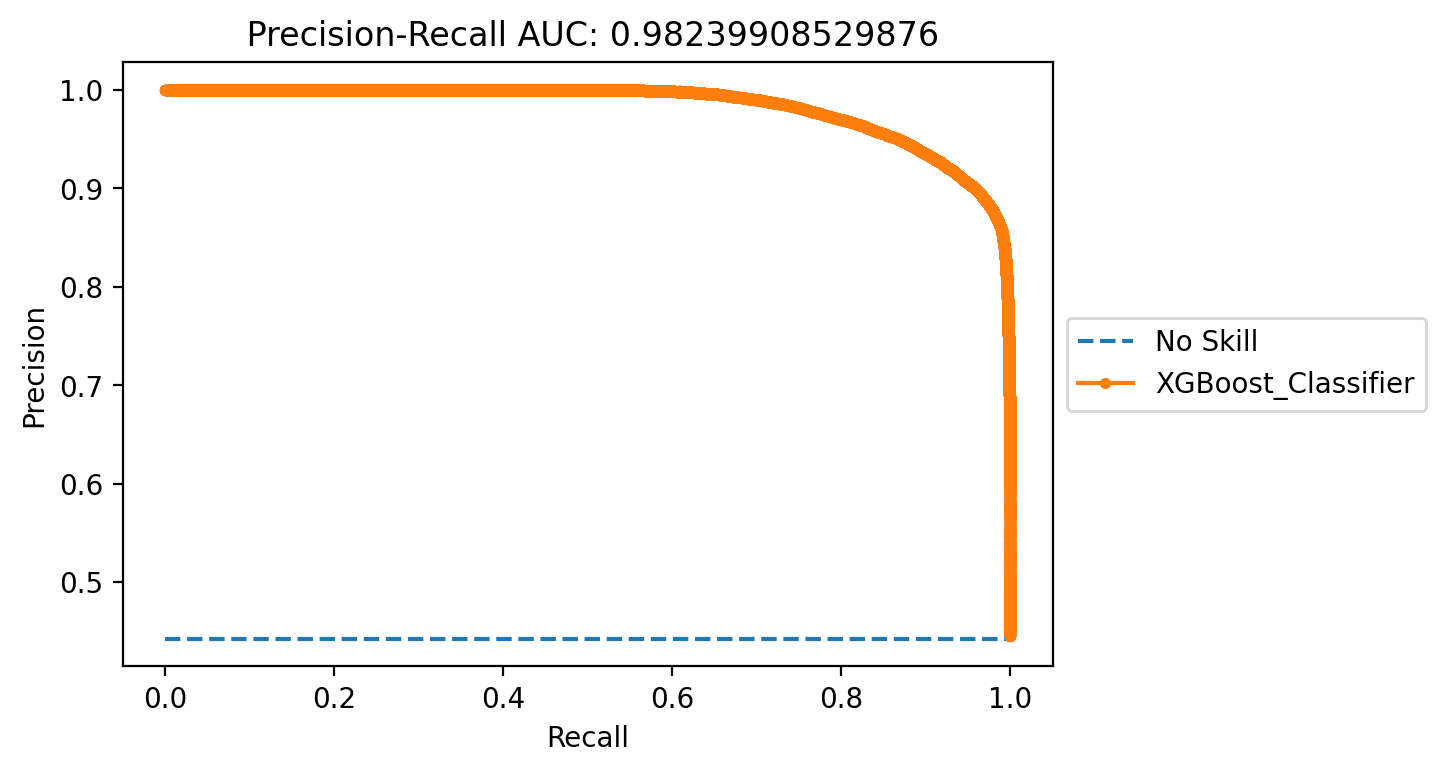 Precision-Recall AUC: 0.98239908529876
1.0
0.9
0.8
0.7
0.6
0.5
Precision
0.0 0.2 0.4 0.6 0.8 1.0
Recall
No Skill
XGBoost_Classifier